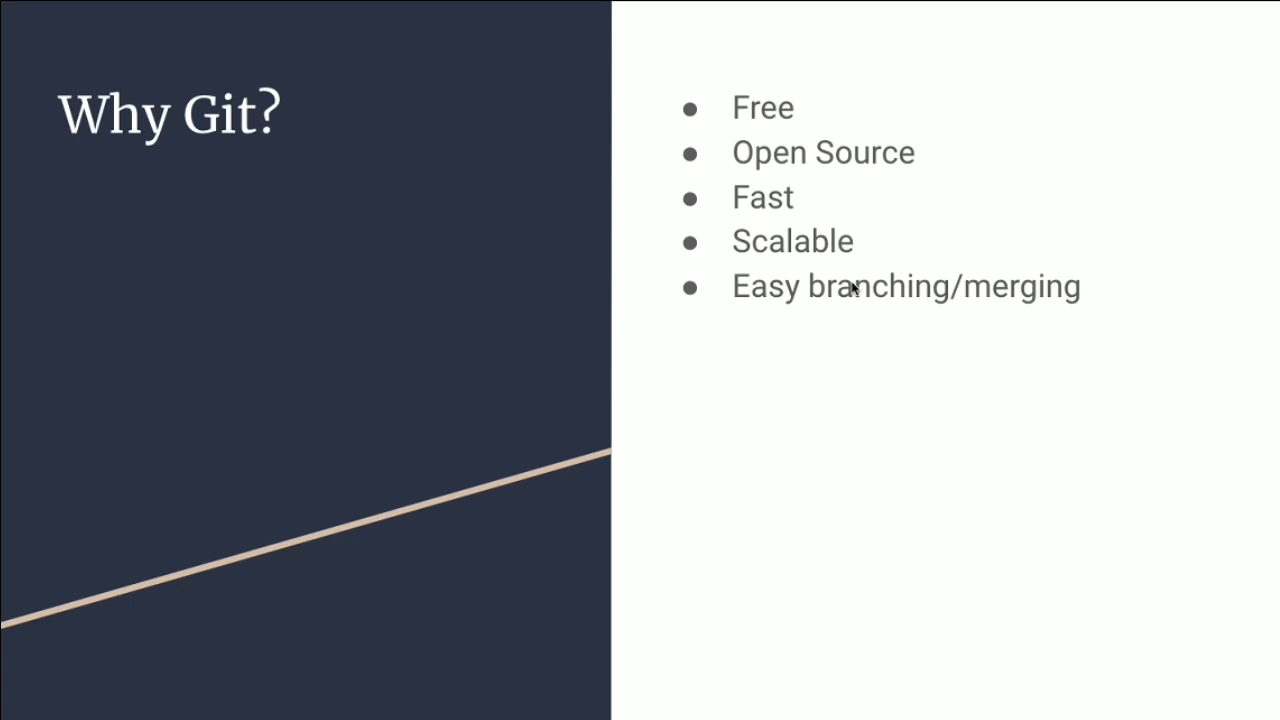 Why Git?
● Free
● Open Source
● Fast
● Scalable
● Easy branching/merging